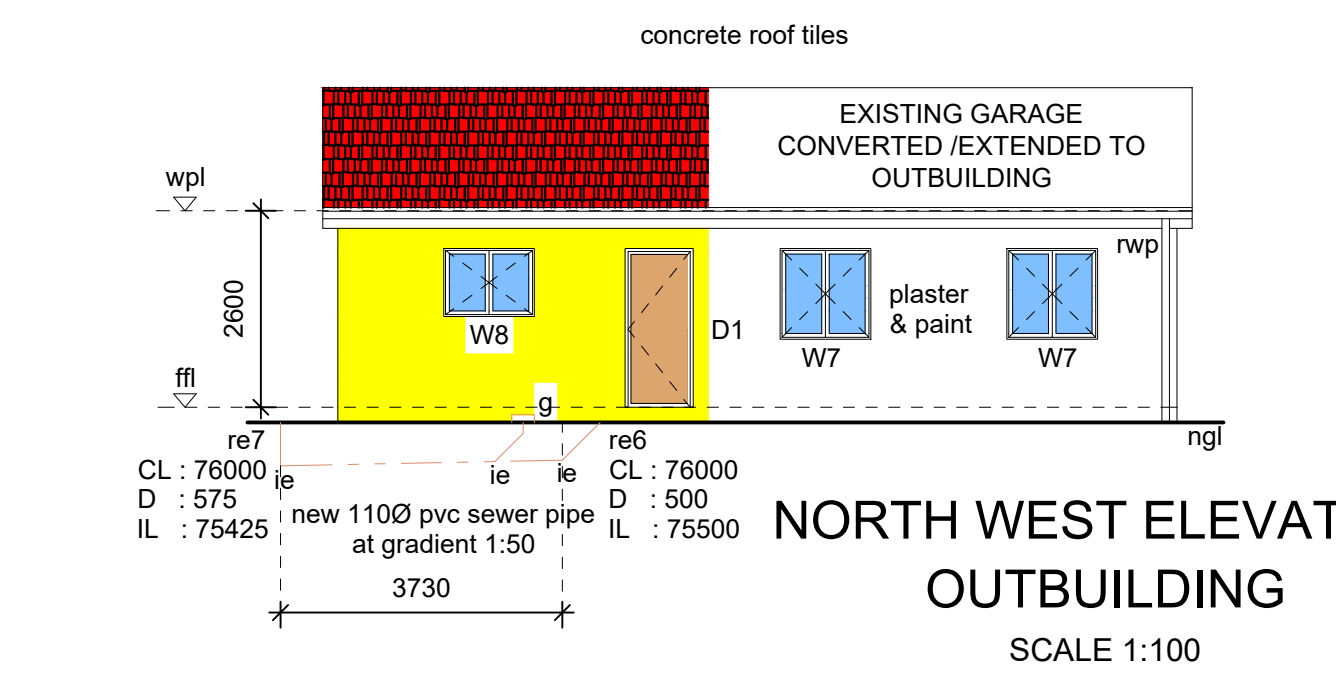 concrete roof tiles
EXISTING GARAGE
CONVERTED /EXTENDED TO
OUTBUILDING
wpl
rwp
2600
plaster
& paint
W8
D1
W7
W7
ffl
g
re7
CL : 76000
D : 575
IL : 75425
ie
ie
ie
re6
CL : 76000
D : 500
IL : 75500
ngl
new 110Ø pvc sewer pipe
at gradient 1:50
3730
NORTH WEST ELEVAT
OUTBUILDING
SCALE 1:100